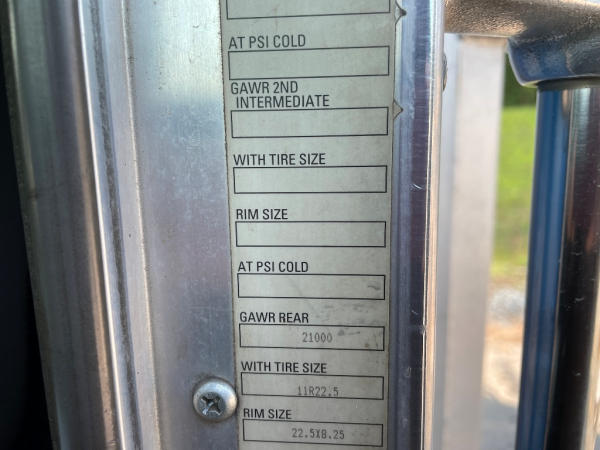 AT PSI COLD
GAWR 2ND
INTERMEDIATE
WITH TIRE SIZE
RIM SIZE
AT PSI COLD
GAWR REAR
21000
WITH TIRE SIZE
11R22.5
RIM SIZE
22.5X8.25